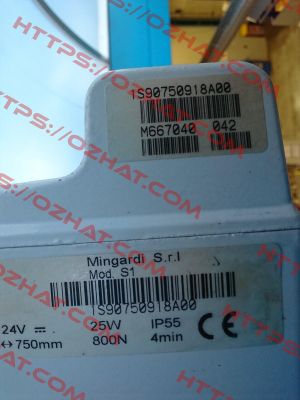 HTTPS://OZHAT.COM
1S90750918A00
M667040 042
Mingardi S.r.l
Mod. S1
1S90750918A00
24V 25W IP55 CE
↔750mm 800N 4min